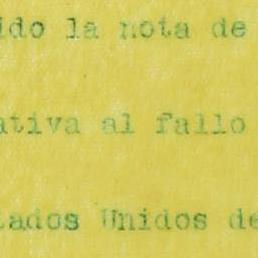 ido la nota de
ativa al fallo
tados Unidos de